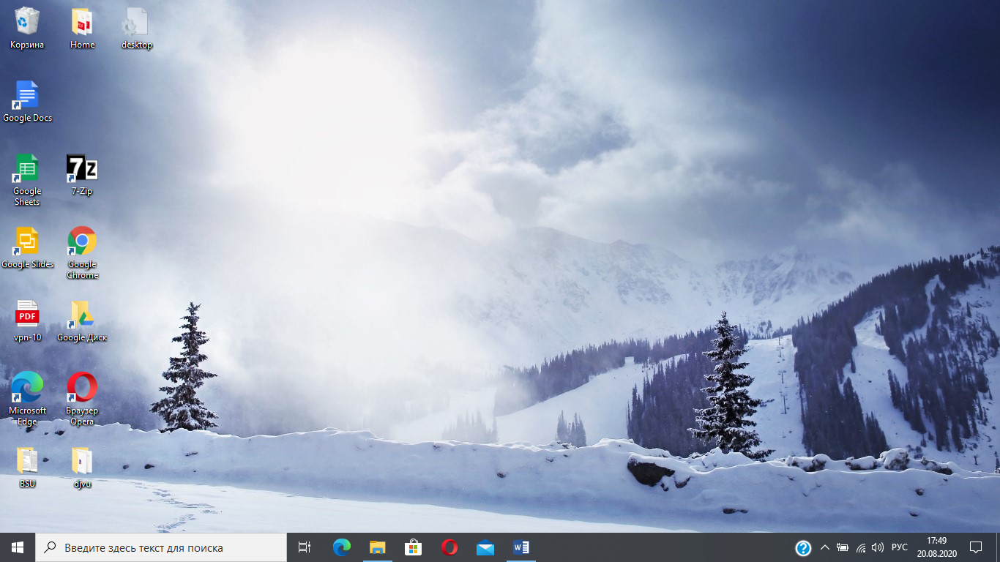 Корзина
Home
desktop
Google Docs
Google
Sheets
7z
7-Zip
Google Slides
Google
Chrome
PDF
vpn-10
Google Диск
Microsoft
Edge
Браузер
Opera
BSU
djvu
Введите здесь текст для поиска
W
?
РУС
17:49
20.08.2020